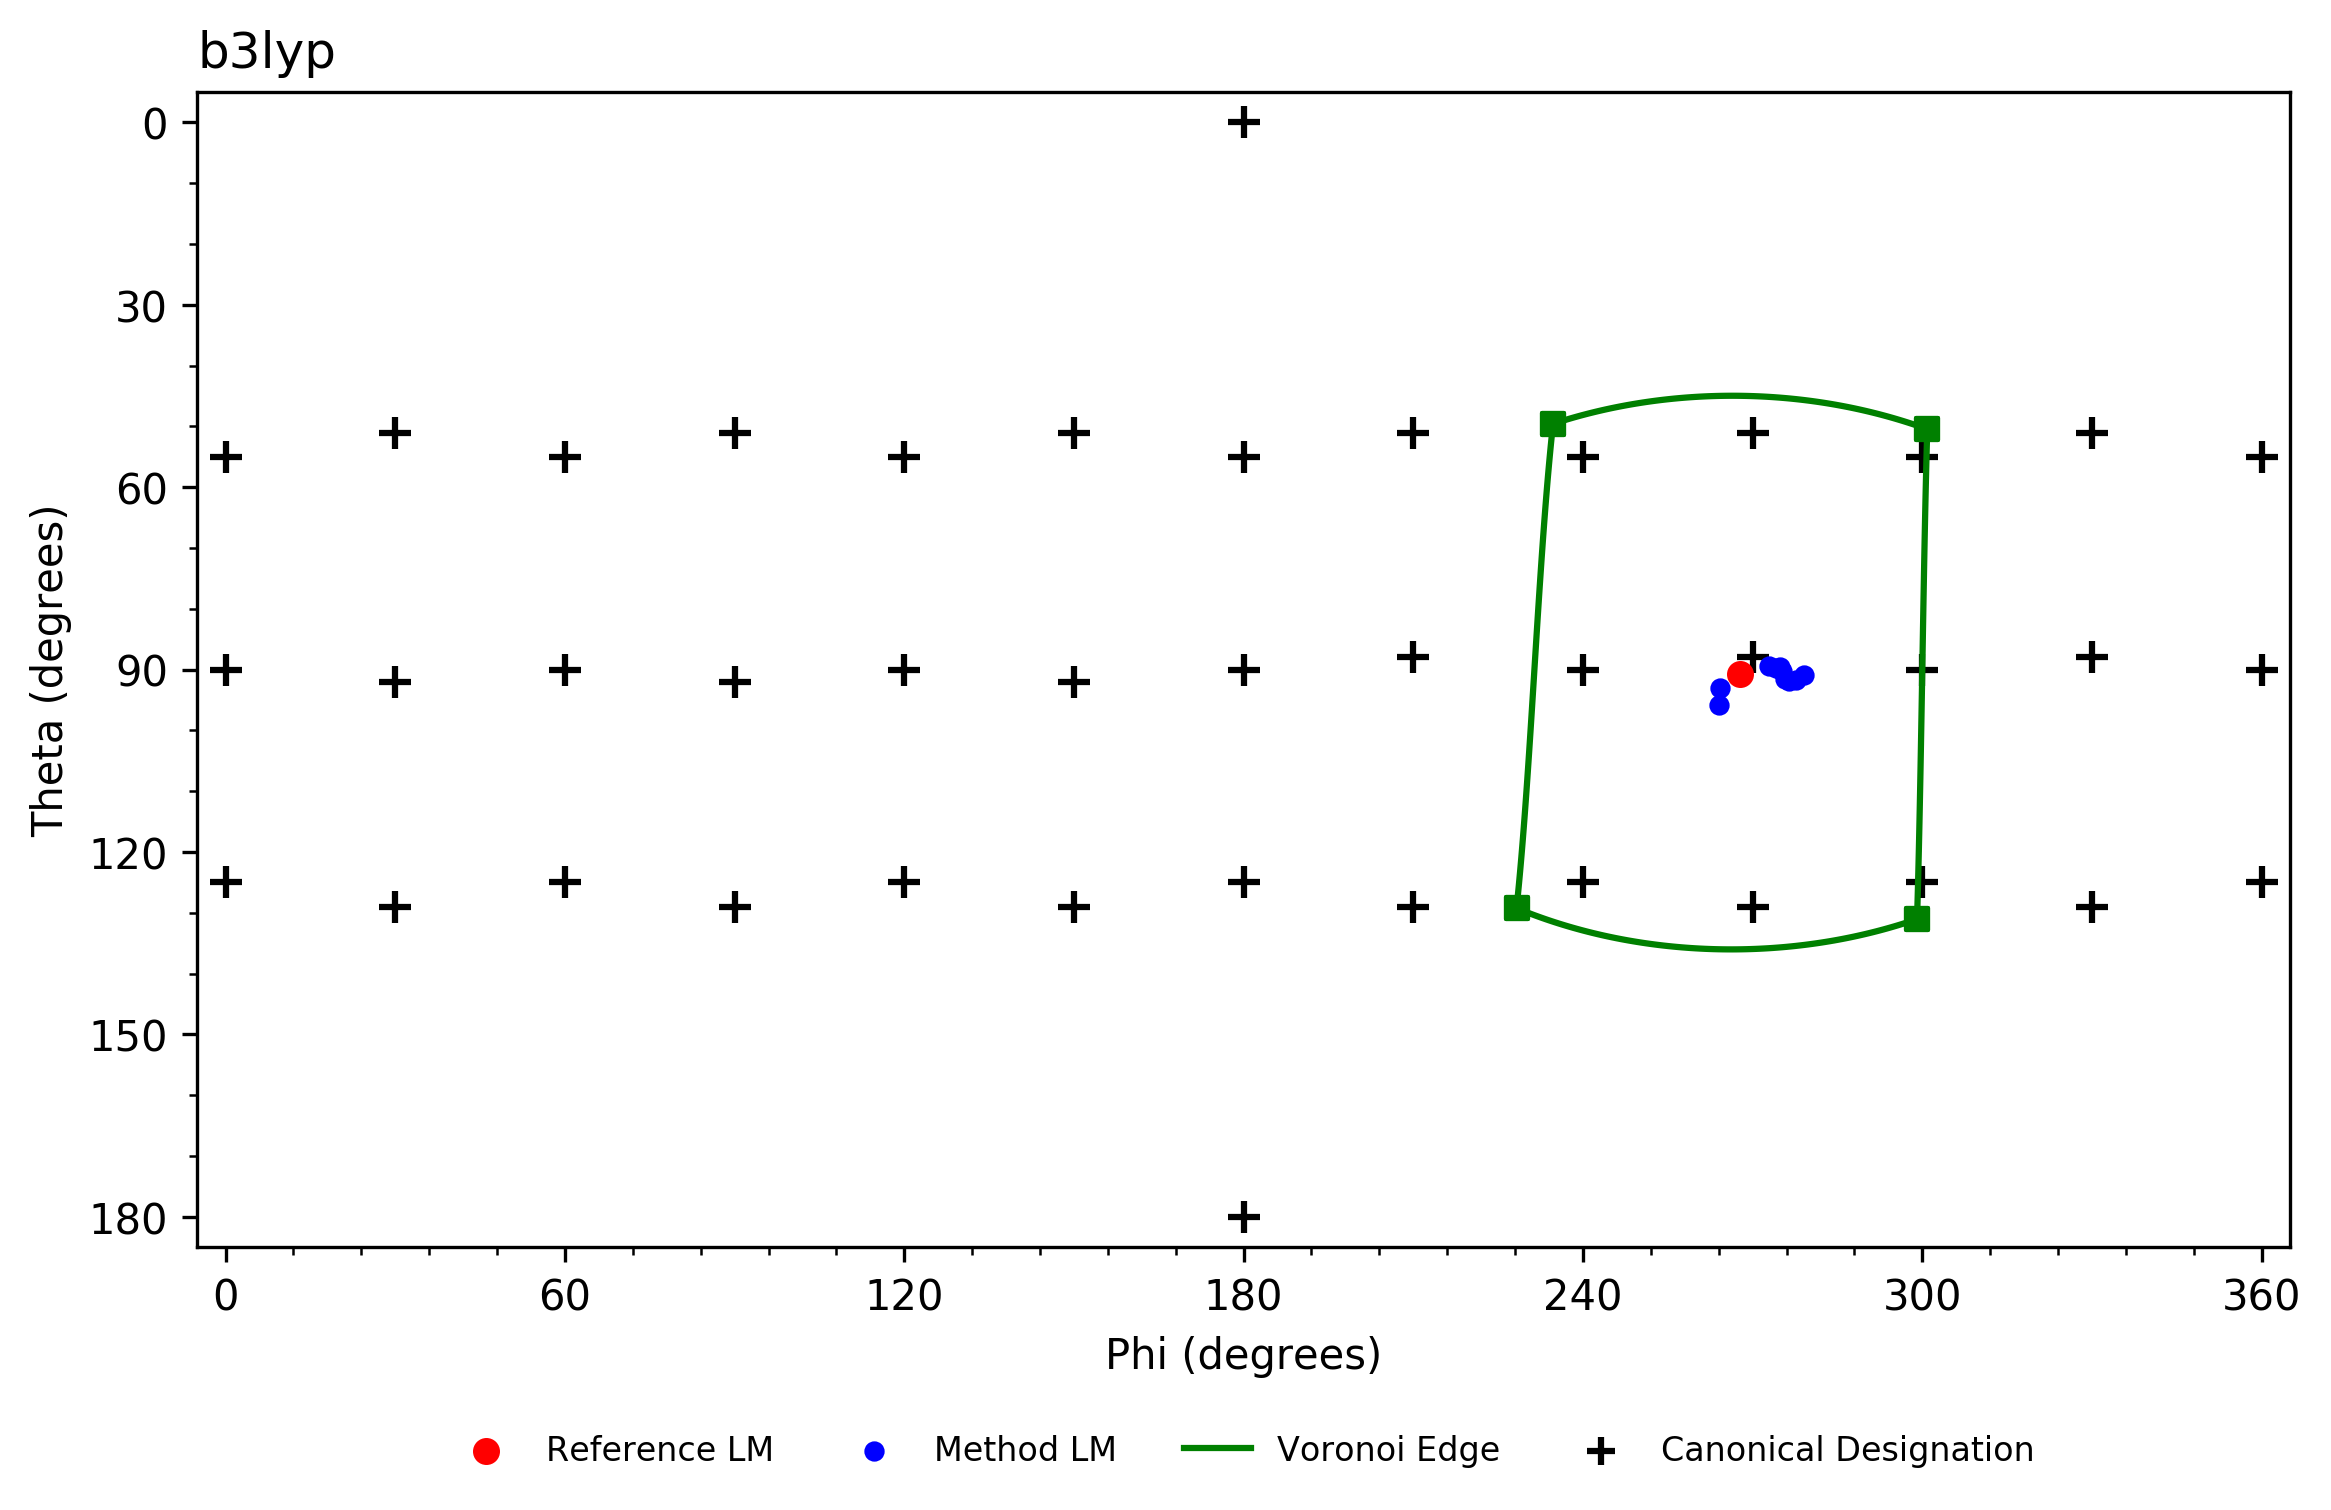 b3lyp
Theta (degrees)
0
30
60
90
120
150
180
0 60 120 180 240 300 360
Phi (degrees)
Reference LM Method LM Voronoi Edge Canonical Designation